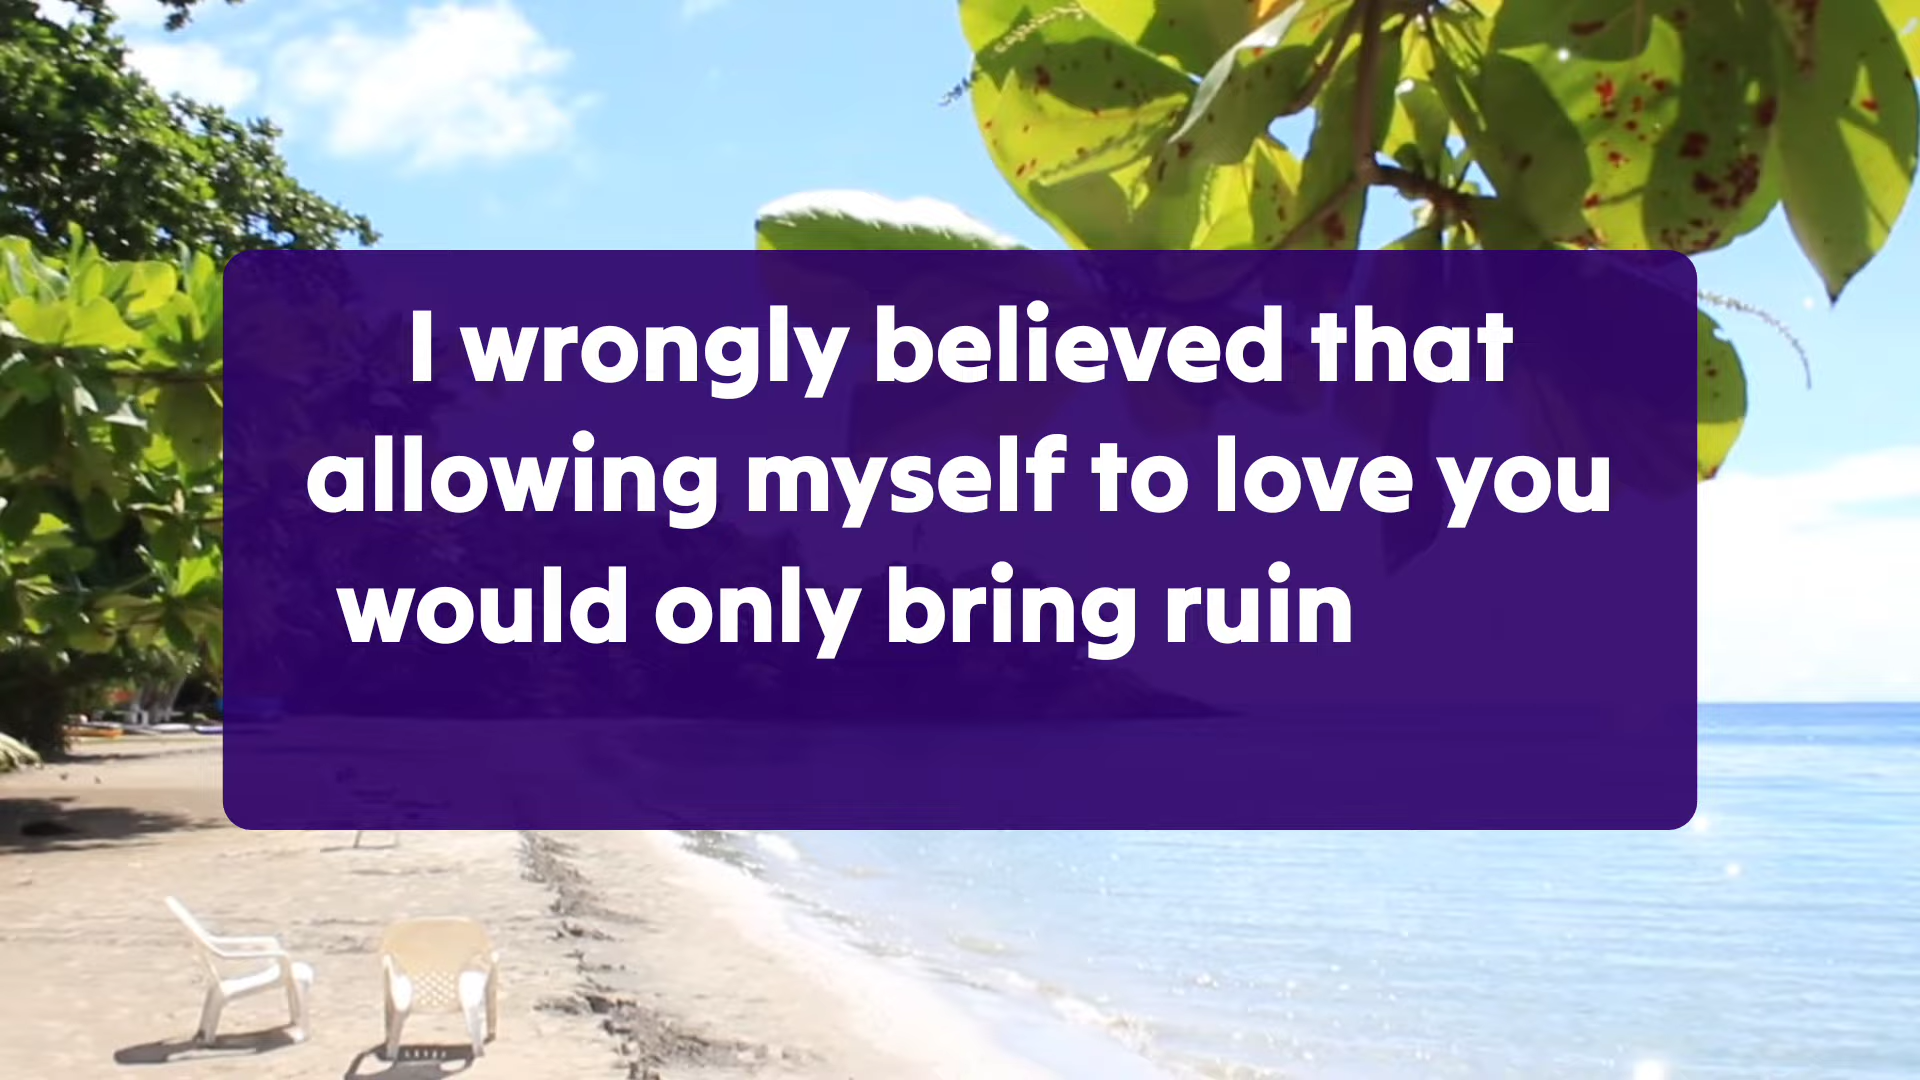 I wrongly believed that
allowing myself to love you
would only bring ruin